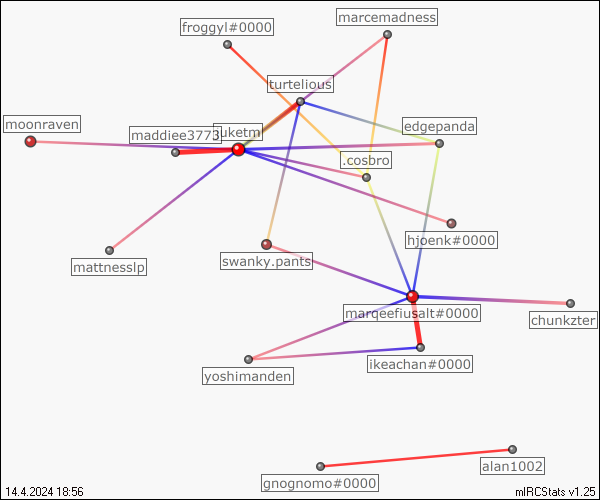 marcemadness
froggyl#0000
turtelious
moonraven
maddiee3773
uketm
edgepanda
.cosbro
hjoenk#0000
swanky.pants
mattnesslp
marqeefiusalt#0000
chunkzter
ikeachan#0000
yoshimanden
alan1002
gnognomo#0000
14.4.2024 18:56
mIRCStats v1.25